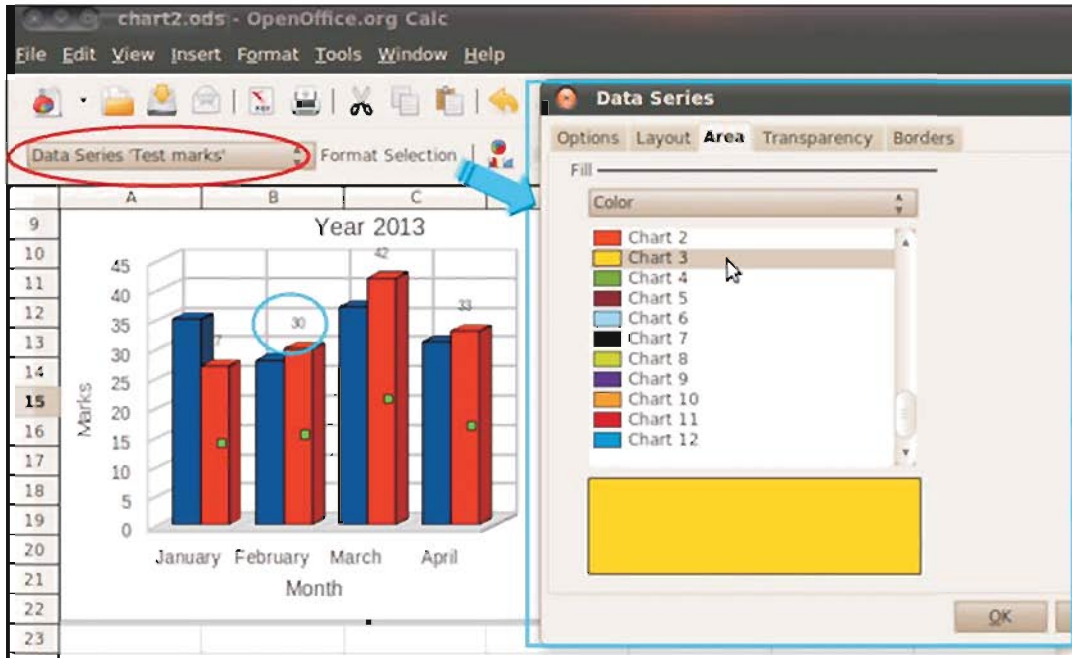 chart2.ods - OpenOffice.org Calc
File Edit View Insert Format Tools Window Help
Data Series 'Test marks'
Format Selection
A B C
9
10
11
12
13
14
15
16
17
18
19
20
21
22
23
Year 2013
45
40
35
30
25
20
15
10
5
0
Marks
7
30
42
33
January February March April
Month
Data Series
Options Layout Area Transparency Borders
Fill
Color
Chart 2
Chart 3
Chart 4
Chart 5
Chart 6
Chart 7
Chart 8
Chart 9
Chart 10
Chart 11
Chart 12
OK